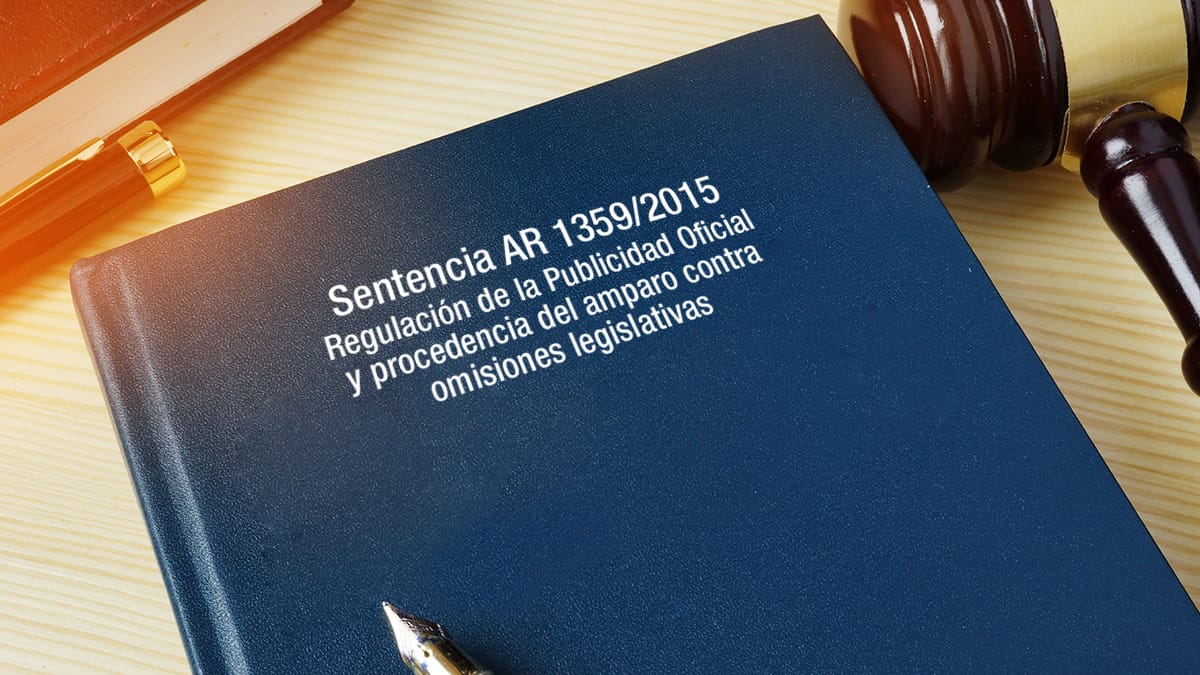 Sentencia AR 1359/2015
Regulación de la Publicidad Oficial
y procedencia del amparo contra
omisiones legislativas